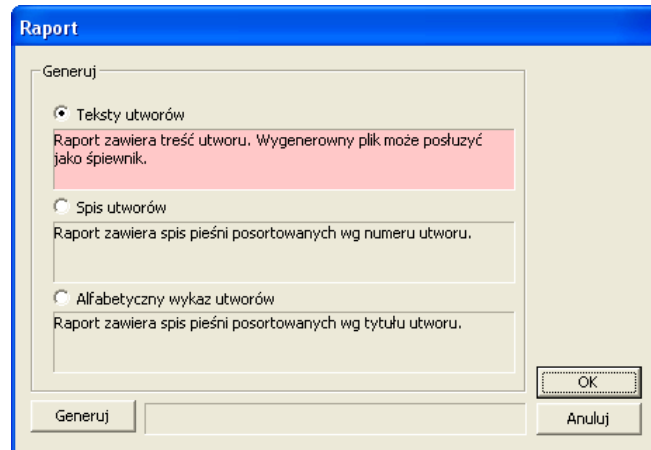 Raport
Generuj
Teksty utworów
Raport zawiera treść utworu. Wygenerowny plik może posłużyć
jako śpiewnik.
Spis utworów
Raport zawiera spis pieśni posortowanych wg numeru utworu.
Alfabetyczny wykaz utworów
Raport zawiera spis pieśni posortowanych wg tytułu utworu.
OK
Generuj
Anuluj